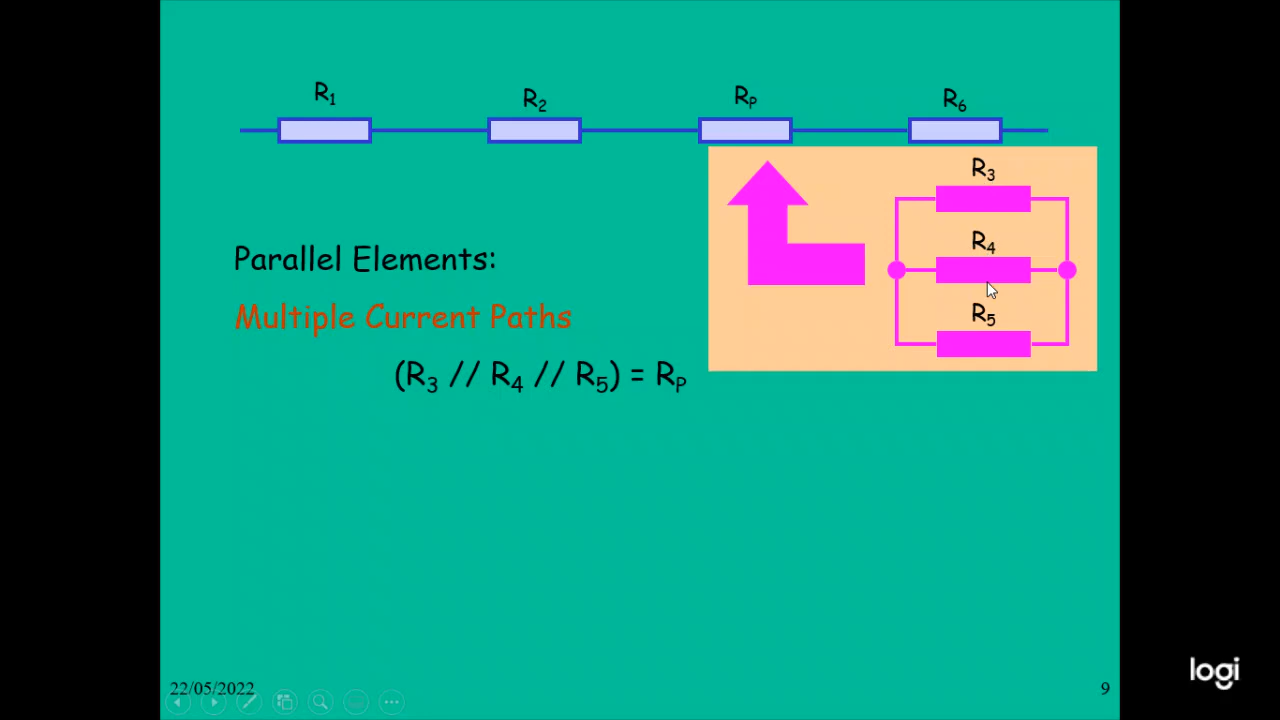 R₁ R₂ Rₚ R₆
R₃
R₄
R₅
Parallel Elements:
Multiple Current Paths
(R₃ // R₄ // R₅) = Rₚ
22/05/2022
9
logi